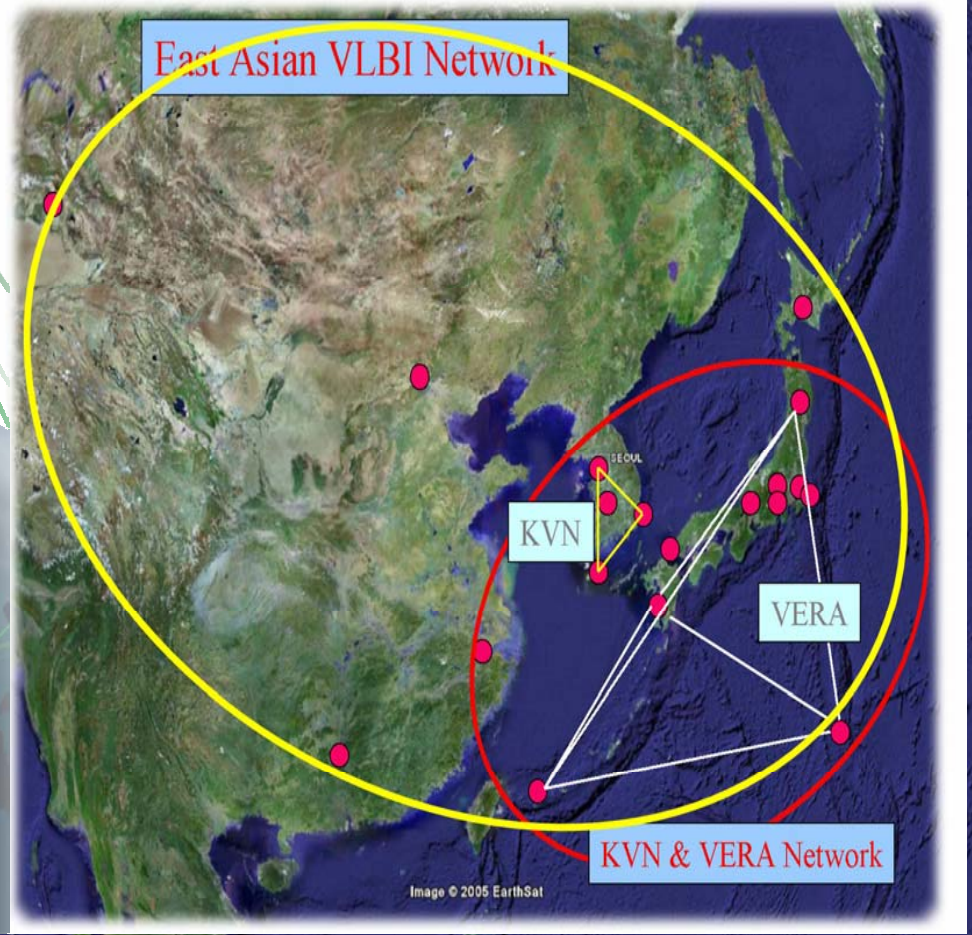 East Asian VLBI Network
SEOUL
KVN
VERA
KVN & VERA Network
Image © 2005 EarthSat